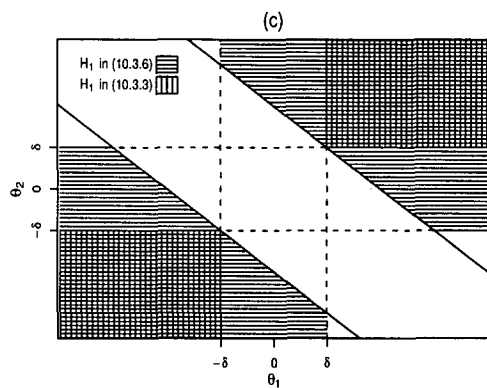 (c)
H₁ in (10.3.6)
H₁ in (10.3.3)
δ
0
-δ
θ₂
-δ 0 δ
θ₁